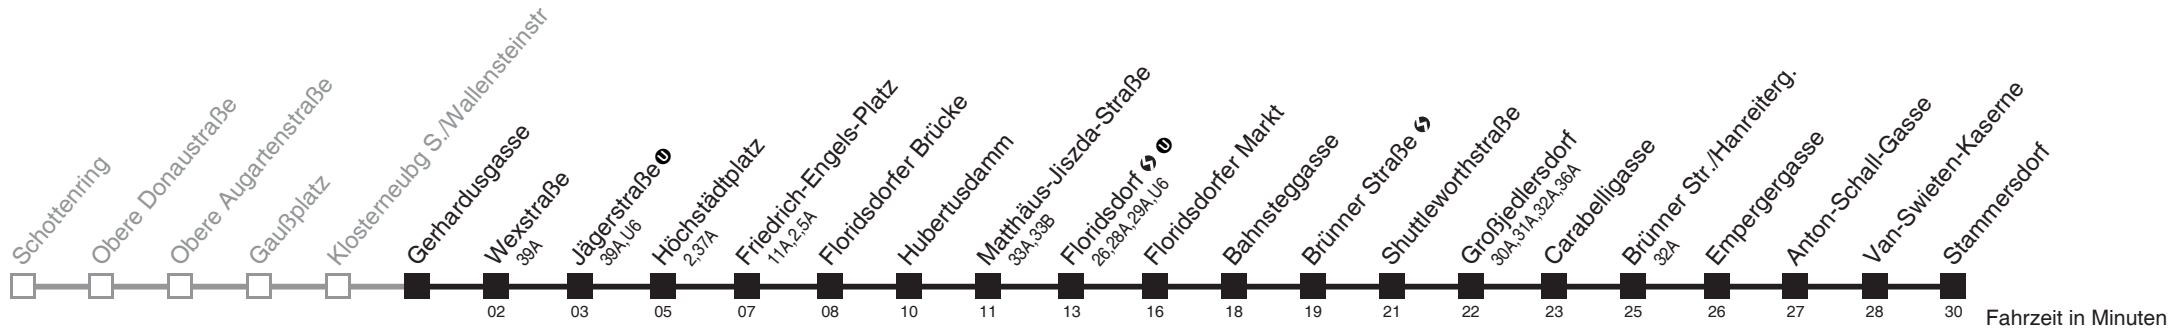 Schottenring
Obere Donaustraße
Obere Augartenstraße
Gaußplatz
Klosterneubg S./Wallensteinstr
Gerhardusgasse
Wexstraße
39A
Jägerstraße U
39A,U6
Höchstädtplatz
2,37A
Friedrich-Engels-Platz
11A,2,5A
Floridsdorfer Brücke
Hubertusdamm
Matthäus-Jiszda-Straße
33A,33B
Floridsdorf S U
26,28A,29A,U6
Floridsdorfer Markt
Bahnsteggasse
Brünner Straße S
Shuttleworthstraße
Großjedlersdorf
30A,31A,32A,36A
Carabelligasse
Brünner Str./Hanreiterg.
32A
Empergergasse
Anton-Schall-Gasse
Van-Swieten-Kaserne
Stammersdorf
02 03 05 07 08 10 11 13 16 18 19 21 22 23 25 26 27 28 30 Fahrzeit in Minuten